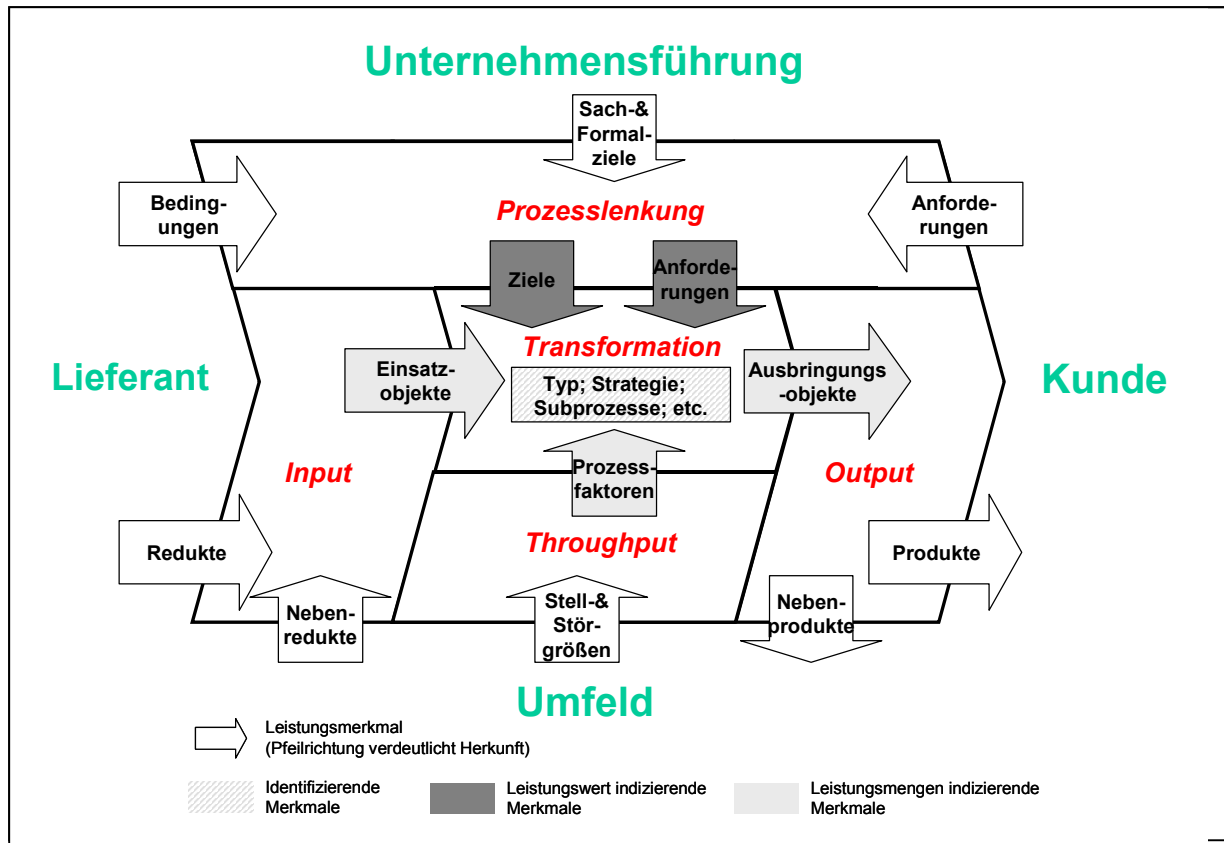 Unternehmensführung
Sach-&
Formal-
ziele
Beding-
ungen
Prozesslenkung
Anforde-
rungen
Ziele
Anforde-
rungen
Lieferant
Einsatz-
objekte
Transformation
Typ; Strategie;
Subprozesse; etc.
Ausbringungs
-objekte
Kunde
Input
Prozess-
faktoren
Output
Redukte
Throughput
Produkte
Neben-
redukte
Stell-&
Stör-
größen
Neben-
produkte
Umfeld
Leistungsmerkmal
(Pfeilrichtung verdeutlicht Herkunft)
Identifizierende
Merkmale
Leistungswert indizierende
Merkmale
Leistungsmengen indizierende
Merkmale